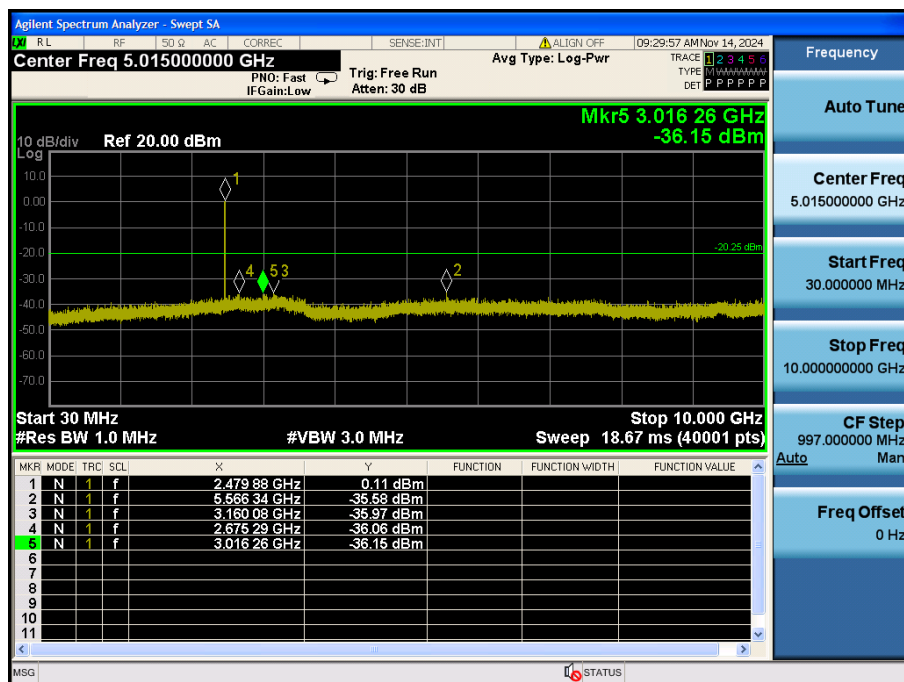 Agilent Spectrum Analyzer - Swept SA
LXI RL RF 50 Ω AC CORREC SENSE:INT ALIGN OFF 09:29:57 AM Nov 14, 2024
Center Freq 5.015000000 GHz
PNO: Fast
IFGain:Low
Trig: Free Run
Atten: 30 dB
Avg Type: Log-Pwr
TRACE 1 2 3 4 5 6
TYPE M
DET P P P P P P
Mkr5 3.016 26 GHz
-36.15 dBm
10 dB/div Ref 20.00 dBm
Log
10.0
0.00
-10.0
-20.0
-30.0
-40.0
-50.0
-60.0
-70.0
1
4
5
3
2
-20.25 dBm
Start 30 MHz Stop 10.000 GHz
#Res BW 1.0 MHz #VBW 3.0 MHz Sweep 18.67 ms (40001 pts)
MKR MODE TRC SCL X Y FUNCTION FUNCTION WIDTH FUNCTION VALUE
1 N 1 f 2.479 88 GHz 0.11 dBm
2 N 1 f 5.566 34 GHz -35.58 dBm
3 N 1 f 3.160 08 GHz -35.97 dBm
4 N 1 f 2.675 29 GHz -36.06 dBm
5 N 1 f 3.016 26 GHz -36.15 dBm
6
7
8
9
10
11
MSG STATUS
Frequency
Auto Tune
Center Freq
5.015000000 GHz
Start Freq
30.000000 MHz
Stop Freq
10.000000000 GHz
CF Step
997.000000 MHz
Auto Man
Freq Offset
0 Hz